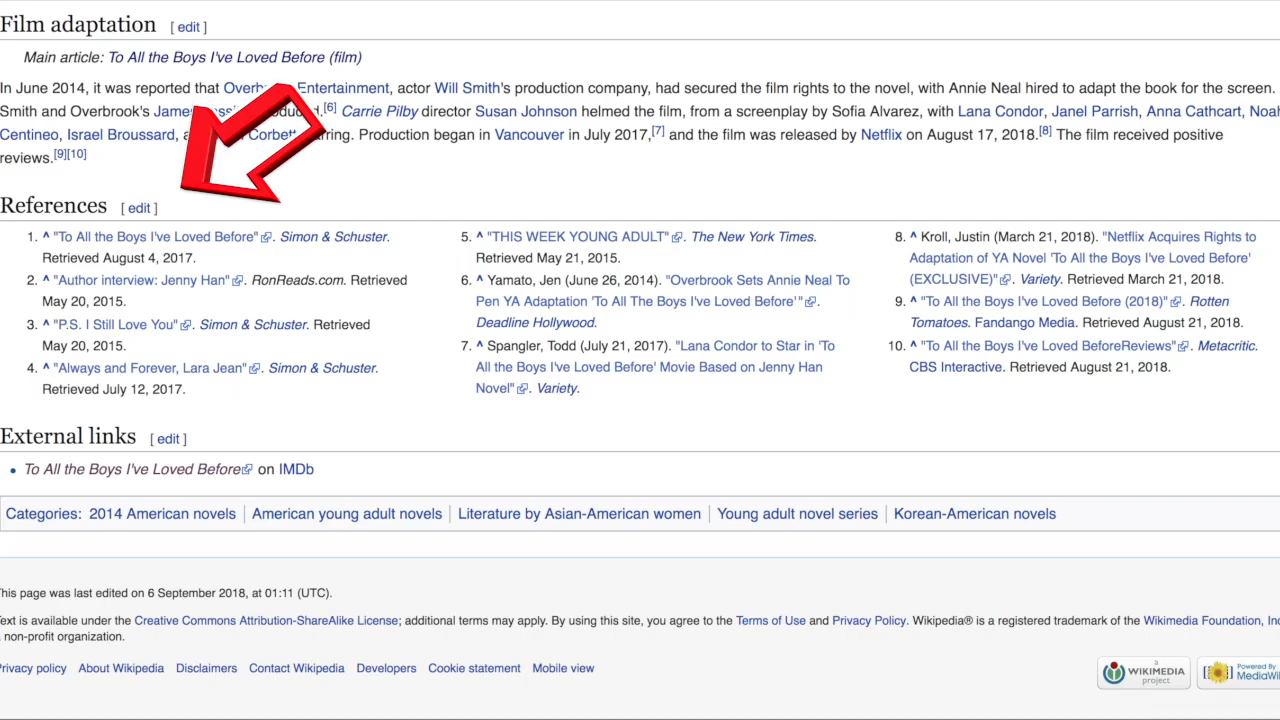 Film adaptation [ edit ]
Main article: To All the Boys I've Loved Before (film)
In June 2014, it was reported that Entertainment, actor Will Smith's production company, had secured the film rights to the novel, with Annie Neal hired to adapt the book for the screen.
Smith and Overbrook's [6] Carrie Pilby director Susan Johnson helmed the film, from a screenplay by Sofia Alvarez, with Lana Condor, Janel Parrish, Anna Cathcart,
Centineo, Israel Broussard, Corbett Production began in Vancouver in July 2017,[7] and the film was released by Netflix on August 17, 2018.[8] The film received positive
reviews.[9][10]
References [ edit ]
1. ^ "To All the Boys I've Loved Before". Simon & Schuster.
Retrieved August 4, 2017.
2. ^ "Author interview: Jenny Han". RonReads.com. Retrieved
May 20, 2015.
3. ^ "P.S. I Still Love You". Simon & Schuster. Retrieved
May 20, 2015.
4. ^ "Always and Forever, Lara Jean". Simon & Schuster.
Retrieved July 12, 2017.
5. ^ "THIS WEEK YOUNG ADULT". The New York Times.
Retrieved May 21, 2015.
6. ^ Yamato, Jen (June 26, 2014). "Overbrook Sets Annie Neal To
Pen YA Adaptation 'To All The Boys I've Loved Before'".
Deadline Hollywood.
7. ^ Spangler, Todd (July 21, 2017). "Lana Condor to Star in 'To
All the Boys I've Loved Before' Movie Based on Jenny Han
Novel". Variety.
8. ^ Kroll, Justin (March 21, 2018). "Netflix Acquires Rights to
Adaptation of YA Novel 'To All the Boys I've Loved Before'
(EXCLUSIVE)". Variety. Retrieved March 21, 2018.
9. ^ "To All the Boys I've Loved Before (2018)". Rotten
Tomatoes. Fandango Media. Retrieved August 21, 2018.
10. ^ "To All the Boys I've Loved BeforeReviews". Metacritic.
CBS Interactive. Retrieved August 21, 2018.
External links [ edit ]
• To All the Boys I've Loved Before on IMDb
Categories: 2014 American novels | American young adult novels | Literature by Asian-American women | Young adult novel series | Korean-American novels
This page was last edited on 6 September 2018, at 01:11 (UTC).
Text is available under the Creative Commons Attribution-ShareAlike License; additional terms may apply. By using this site, you agree to the Terms of Use and Privacy Policy. Wikipedia® is a registered trademark of the Wikimedia Foundation,
non-profit organization.
Privacy policy About Wikipedia Disclaimers Contact Wikipedia Developers Cookie statement Mobile view
a
WIKIMEDIA
project
Powered By